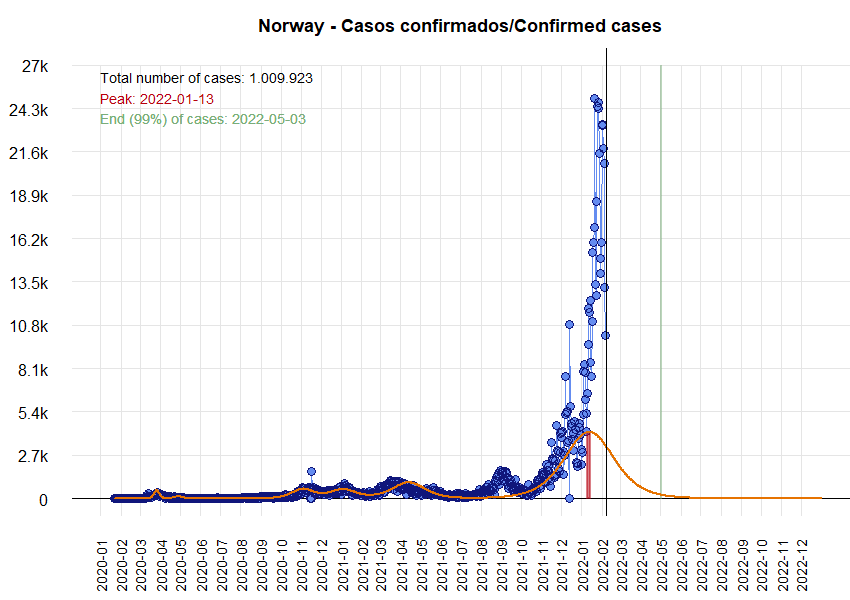 Norway - Casos confirmados/Confirmed cases
27k
Total number of cases: 1.009.923
Peak: 2022-01-13
24.3k
End (99%) of cases: 2022-05-03
21.6k
18.9k
16.2k
13.5k
10.8k
8.1k
5.4k
2.7k
0
2020-01
2020-02
2020-03
2020-04
2020-05
2020-06
2020-07
2020-08
2020-09
2020-10
2020-11
2020-12
2021-01
2021-02
2021-03
2021-04
2021-05
2021-06
2021-07
2021-08
2021-09
2021-10
2021-11
2021-12
2022-01
2022-02
2022-03
2022-04
2022-05
2022-06
2022-07
2022-08
2022-09
2022-10
2022-11
2022-12